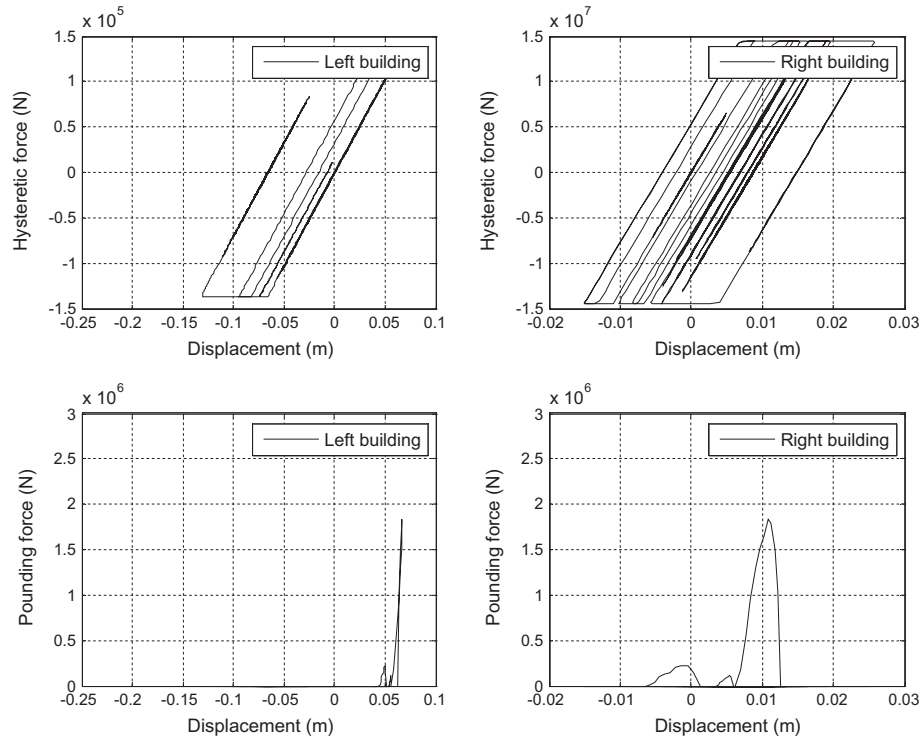 x 10^5
Hysteretic force (N)
1.5
1
0.5
0
-0.5
-1
-1.5
-0.25 -0.2 -0.15 -0.1 -0.05 0 0.05 0.1
Displacement (m)
Left building
x 10^7
Hysteretic force (N)
1.5
1
0.5
0
-0.5
-1
-1.5
-0.02 -0.01 0 0.01 0.02 0.03
Displacement (m)
Right building
x 10^6
Pounding force (N)
3
2.5
2
1.5
1
0.5
0
-0.25 -0.2 -0.15 -0.1 -0.05 0 0.05 0.1
Displacement (m)
Left building
x 10^6
Pounding force (N)
3
2.5
2
1.5
1
0.5
0
-0.02 -0.01 0 0.01 0.02 0.03
Displacement (m)
Right building